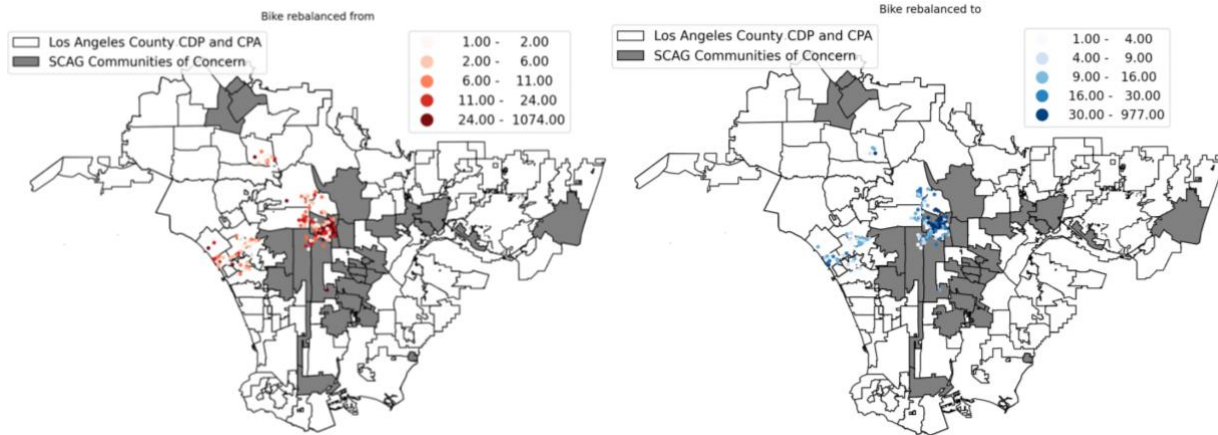 Bike rebalanced from
Los Angeles County CDP and CPA
SCAG Communities of Concern
1.00 - 2.00
2.00 - 6.00
6.00 - 11.00
11.00 - 24.00
24.00 - 1074.00
Bike rebalanced to
Los Angeles County CDP and CPA
SCAG Communities of Concern
1.00 - 4.00
4.00 - 9.00
9.00 - 16.00
16.00 - 30.00
30.00 - 977.00